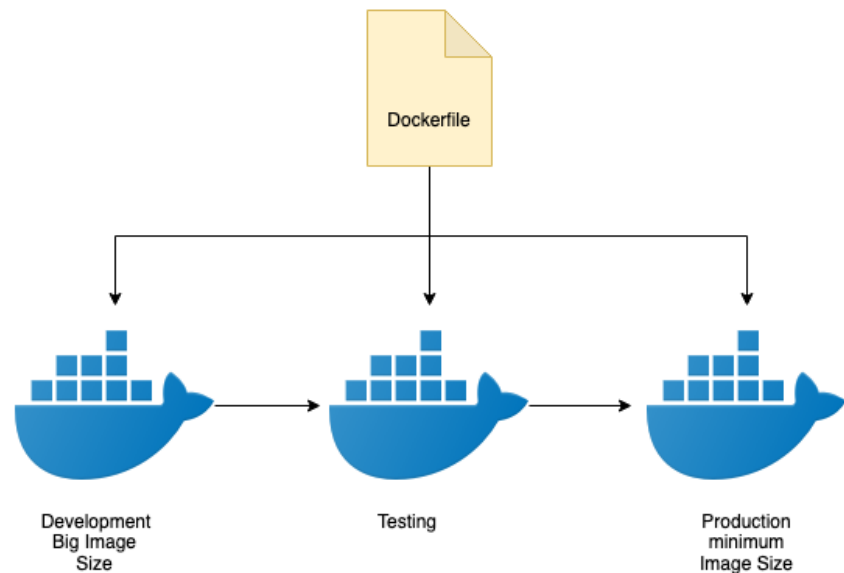 Dockerfile
Development
Big Image
Size
Testing
Production
minimum
Image Size